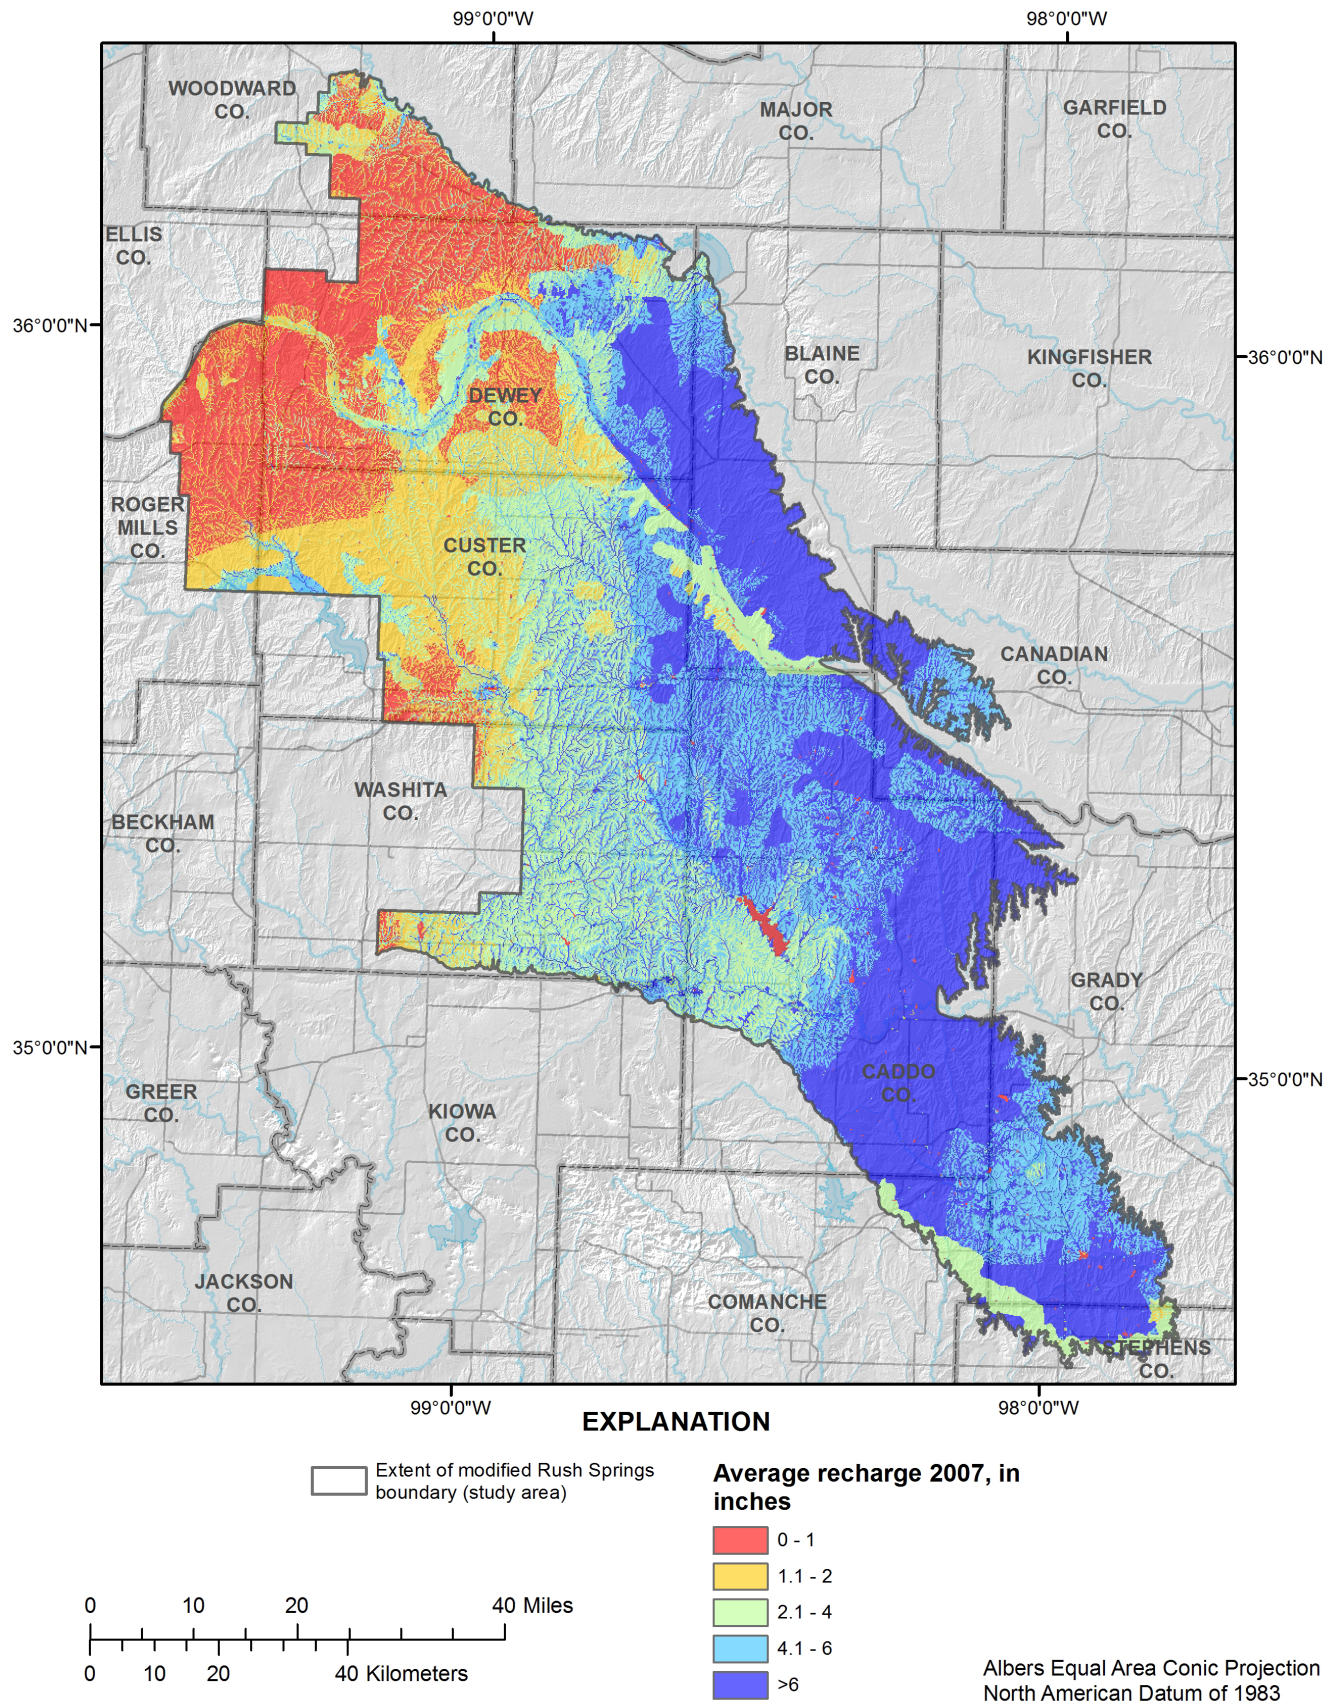 99°0'0"W
98°0'0"W
WOODWARD
CO.
MAJOR
CO.
GARFIELD
CO.
ELLIS
CO.
36°0'0"N
BLAINE
CO.
KINGFISHER
CO.
36°0'0"N
DEWEY
CO.
ROGER
MILLS
CO.
CUSTER
CO.
CANADIAN
CO.
WASHITA
CO.
BECKHAM
CO.
GRADY
CO.
35°0'0"N
CADDO
CO.
35°0'0"N
GREER
CO.
KIOWA
CO.
JACKSON
CO.
COMANCHE
CO.
STEPHENS
CO.
99°0'0"W
98°0'0"W
EXPLANATION
Extent of modified Rush Springs
boundary (study area)
Average recharge 2007, in
inches
0 - 1
1.1 - 2
2.1 - 4
4.1 - 6
>6
0 10 20 40 Miles
0 10 20 40 Kilometers
Albers Equal Area Conic Projection
North American Datum of 1983